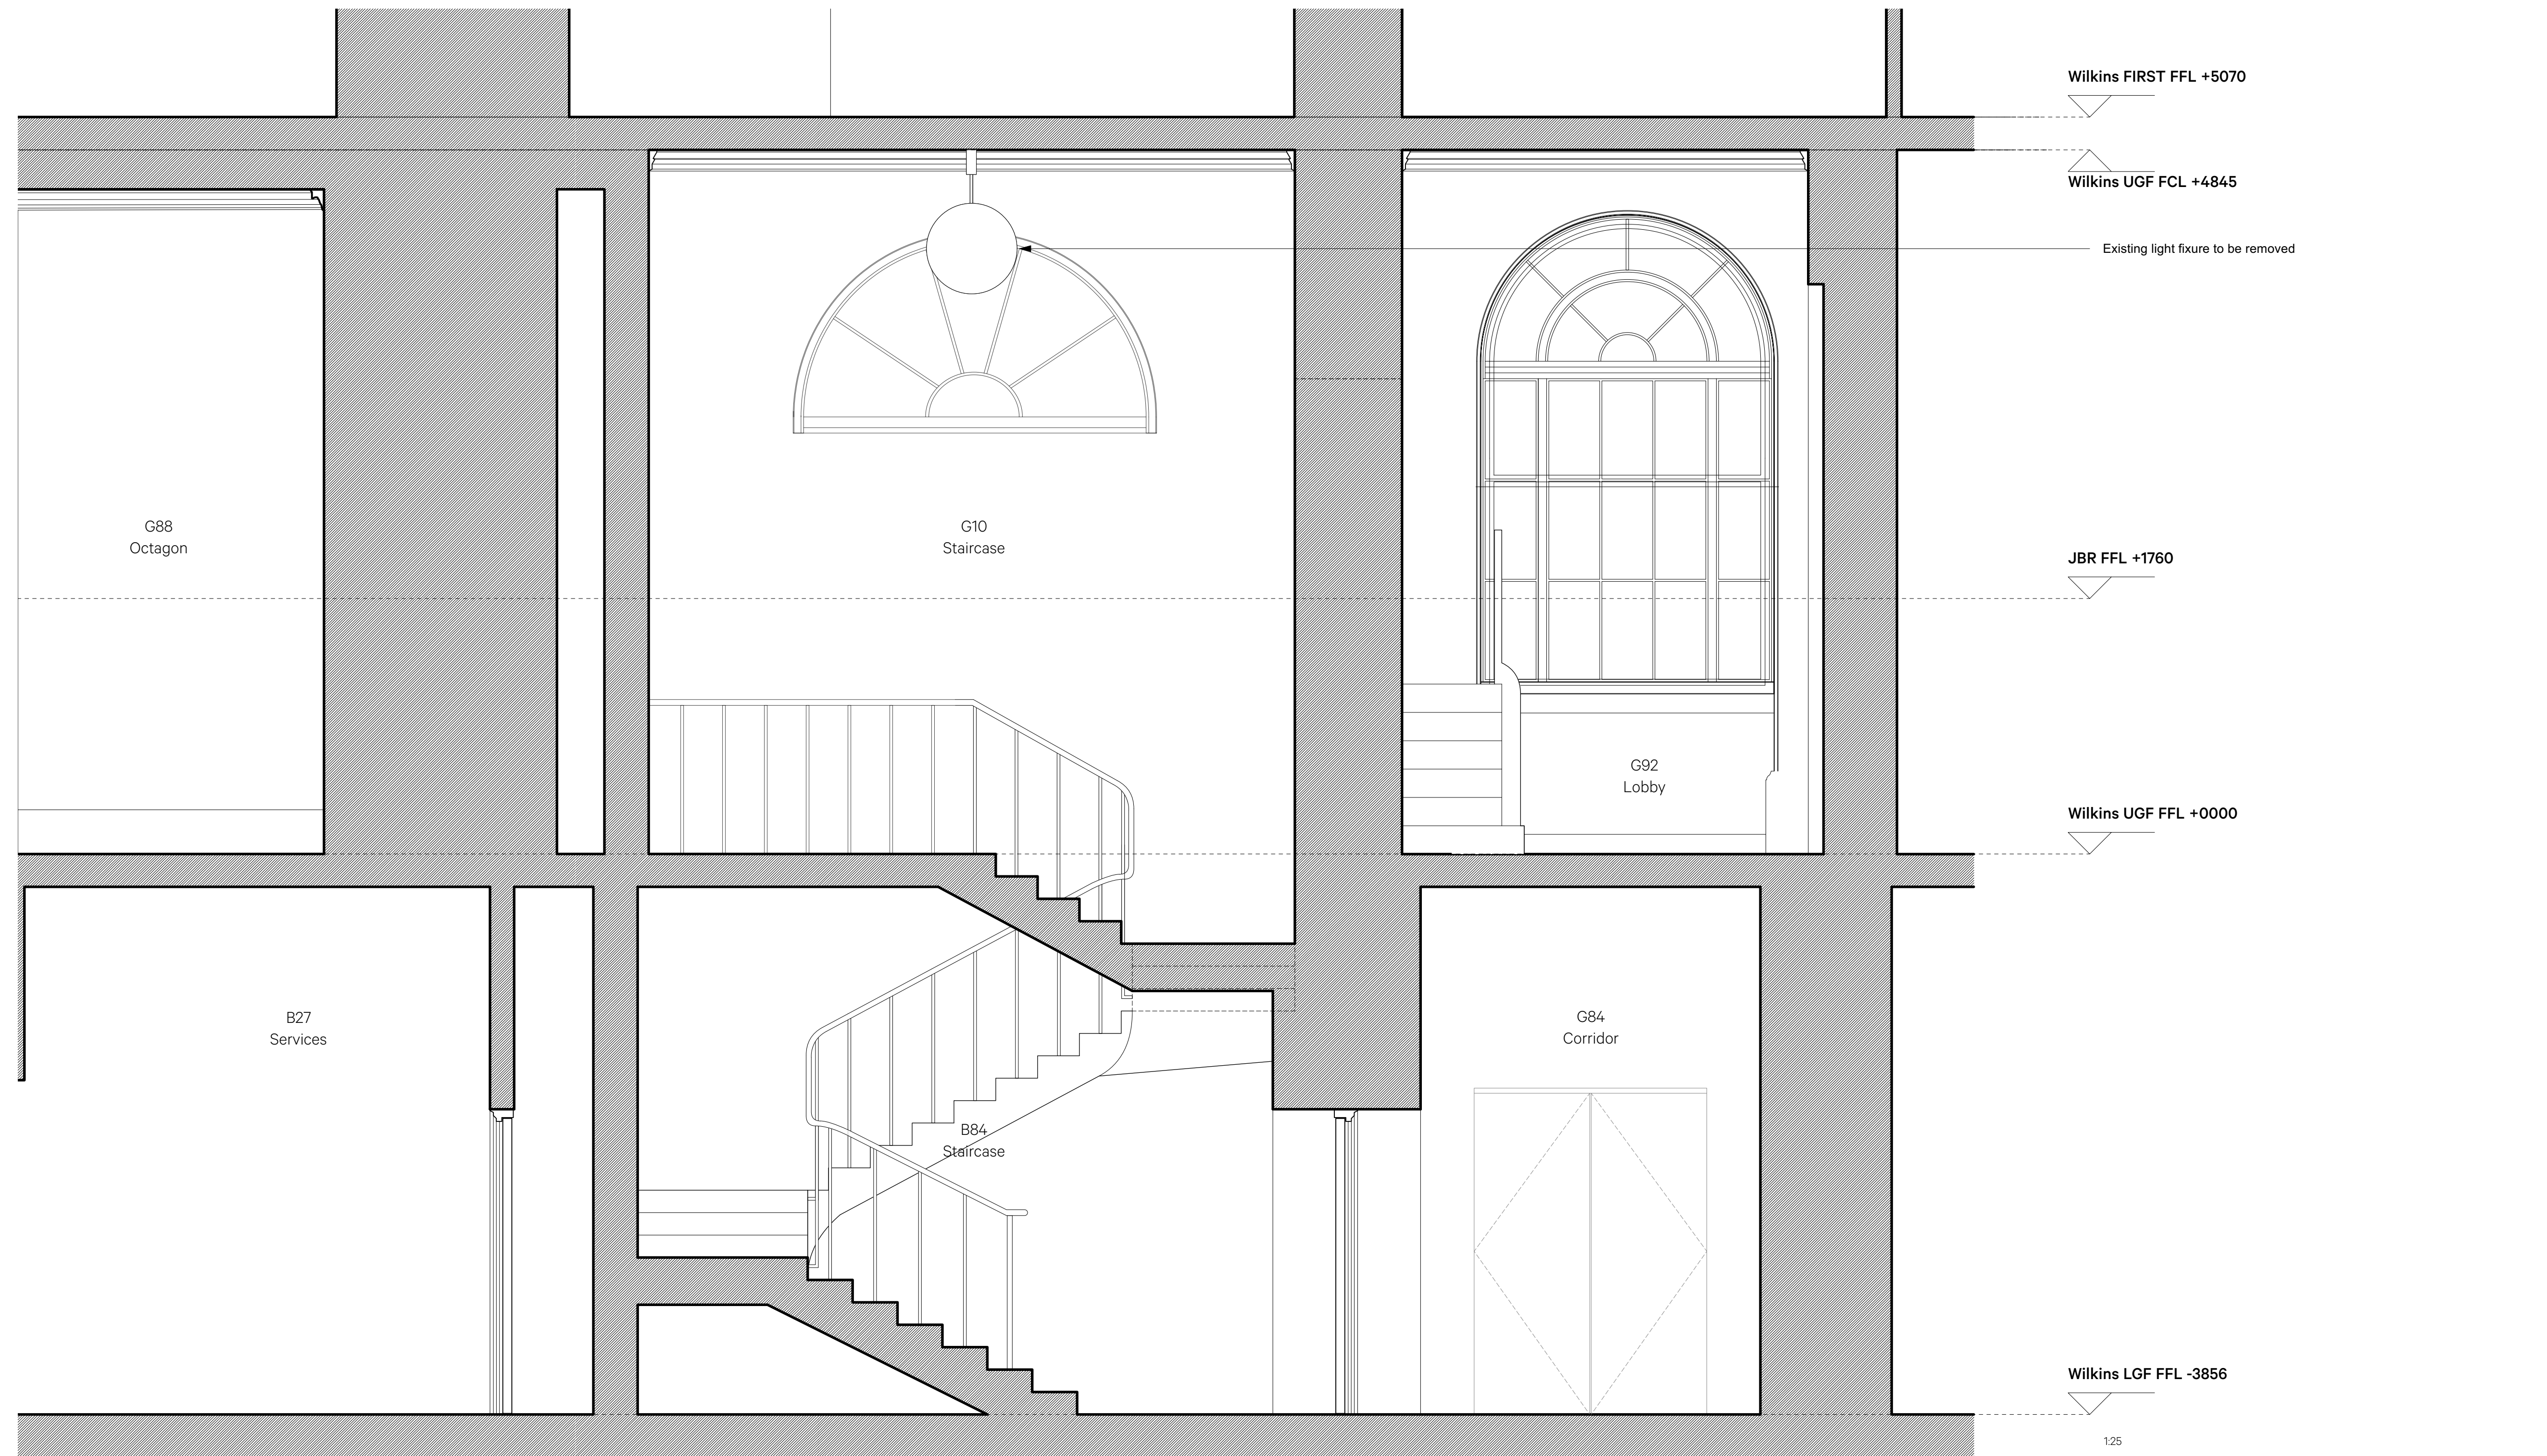 Wilkins FIRST FFL +5070
Wilkins UGF FCL +4845
Existing light fixure to be removed
G88
Octagon
G10
Staircase
JBR FFL +1760
G92
Lobby
Wilkins UGF FFL +0000
B27
Services
G84
Corridor
B84
Staircase
Wilkins LGF FFL -3856
1:25